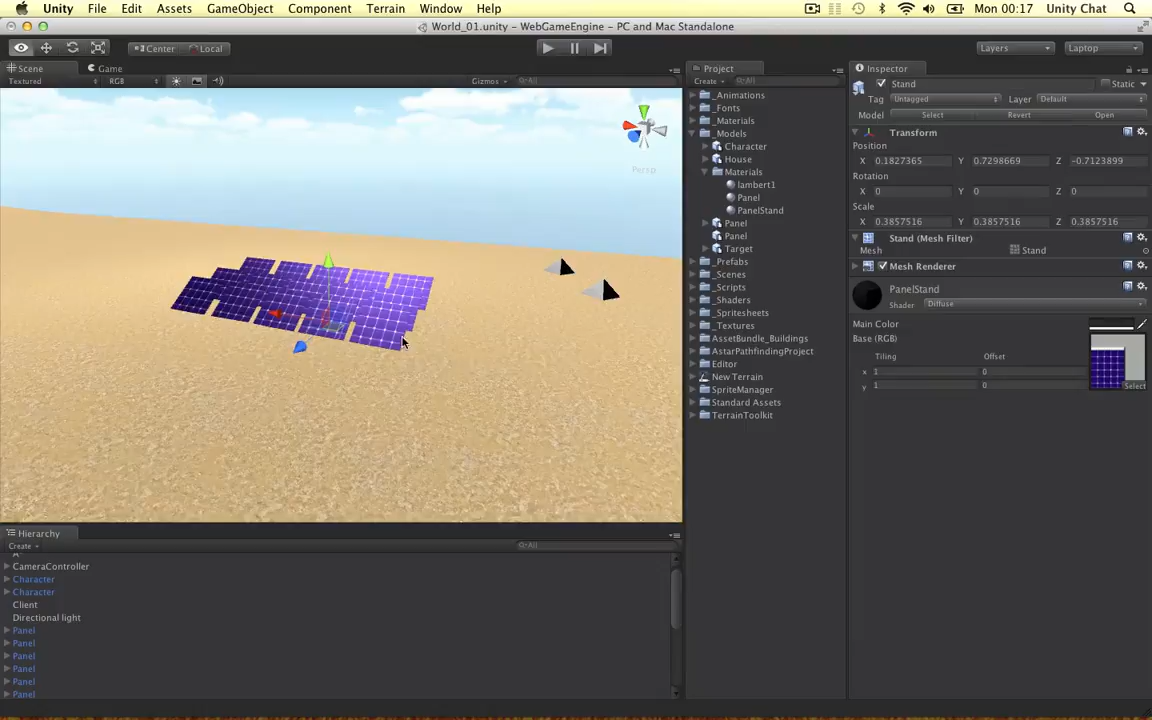 Unity File Edit Assets GameObject Component Terrain Window Help Mon 00:17 Unity Chat
World_01.unity - WebGameEngine - PC and Mac Standalone
Center Local Layers Laptop
Scene Game
Textured RGB Gizmos All
Persp
Project
Create All
_Animations
_Fonts
_Materials
_Models
Character
House
Materials
lambert1
Panel
PanelStand
Panel
Panel
Target
_Prefabs
_Scenes
_Scripts
_Shaders
_Spritesheets
_Textures
AssetBundle_Buildings
AstarPathfindingProject
Editor
New Terrain
SpriteManager
Standard Assets
TerrainToolkit
Inspector
Stand Static
Tag Untagged Layer Default
Model Select Revert Open
Transform
Position
X 0.1827365 Y 0.7298669 Z -0.7123899
Rotation
X 0 Y 0 Z 0
Scale
X 0.3857516 Y 0.3857516 Z 0.3857516
Stand (Mesh Filter)
Mesh Stand
Mesh Renderer
PanelStand
Shader Diffuse
Main Color
Base (RGB)
Tiling Offset
x 1 0
y 1 0
Select
Hierarchy
Create All
CameraController
Character
Character
Client
Directional light
Panel
Panel
Panel
Panel
Panel
Panel